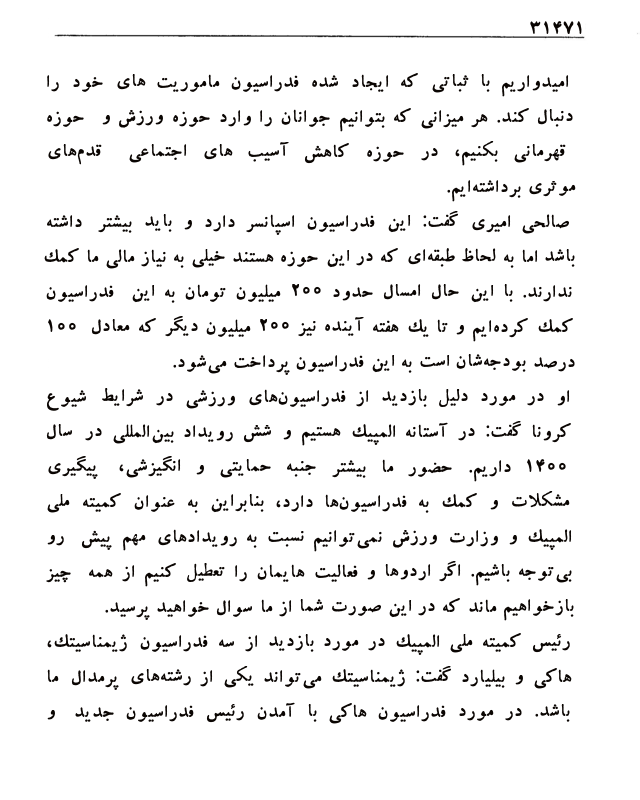 ۳۱۴۷۱
امیدواریم با ثباتی که ایجاد شده فدراسیون ماموریت های خود را
دنبال کند. هر میزانی که بتوانیم جوانان را وارد حوزه ورزش و حوزه
قهرمانی بکنیم، در حوزه کاهش آسیب های اجتماعی قدم‌های
موثری برداشته‌ایم.
صالحی امیری گفت: این فدراسیون اسپانسر دارد و باید بیشتر داشته
باشد اما به لحاظ طبقه‌ای که در این حوزه هستند خیلی به نیاز مالی ما کمک
ندارند. با این حال امسال حدود ۲۰۰ میلیون تومان به این فدراسیون
کمک کرده‌ایم و تا یک هفته آینده نیز ۲۰۰ میلیون دیگر که معادل ۱۰۰
درصد بودجه‌شان است به این فدراسیون پرداخت می‌شود.
او در مورد دلیل بازدید از فدراسیون‌های ورزشی در شرایط شیوع
کرونا گفت: در آستانه المپیک هستیم و شش رویداد بین‌المللی در سال
۱۴۰۰ داریم. حضور ما بیشتر جنبه حمایتی و انگیزشی، پیگیری
مشکلات و کمک به فدراسیون‌ها دارد، بنابراین به عنوان کمیته ملی
المپیک و وزارت ورزش نمی‌توانیم نسبت به رویدادهای مهم پیش رو
بی‌توجه باشیم. اگر اردوها و فعالیت هایمان را تعطیل کنیم از همه چیز
بازخواهیم ماند که در این صورت شما از ما سوال خواهید پرسید.
رئیس کمیته ملی المپیک در مورد بازدید از سه فدراسیون ژیمناسیتک،
هاکی و بیلیارد گفت: ژیمناسیتک می‌تواند یکی از رشته‌های پرمدال ما
باشد. در مورد فدراسیون هاکی با آمدن رئیس فدراسیون جدید و